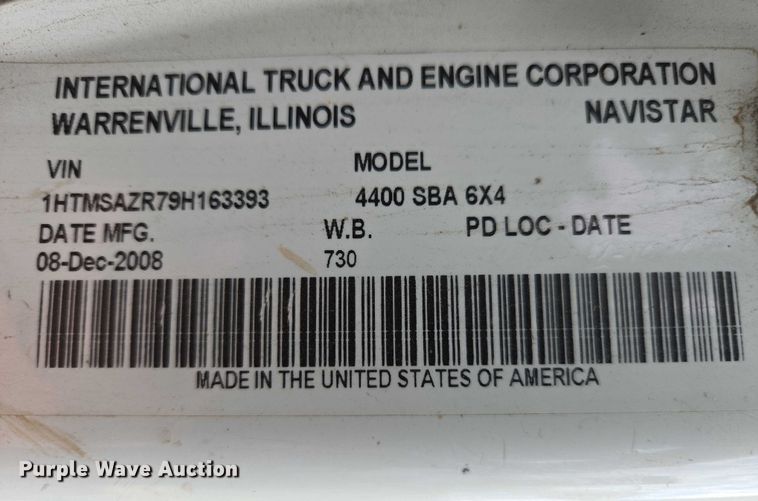 INTERNATIONAL TRUCK AND ENGINE CORPORATION
WARRENVILLE, ILLINOIS NAVISTAR
VIN MODEL
1HTMSAZR79H163393 4400 SBA 6X4
DATE MFG. W.B. PD LOC - DATE
08-Dec-2008 730
MADE IN THE UNITED STATES OF AMERICA
Purple Wave Auction